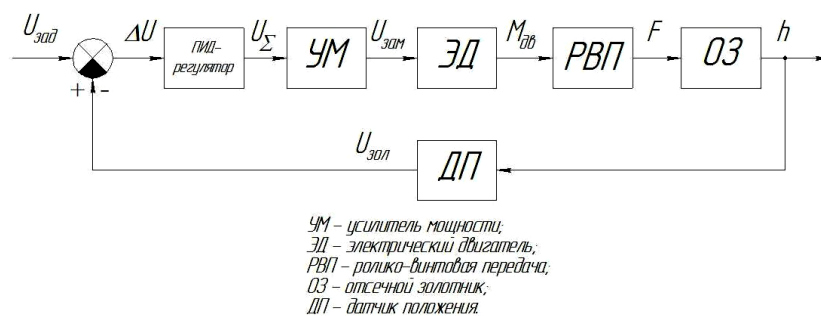 Uзад ΔU ПИД- UΣ УМ Uзам ЭД Mдв РВП F ОЗ h
регулятор
+ -
Uзол ДП
УМ – усилитель мощности;
ЭД – электрический двигатель;
РВП – ролико-винтовая передача;
ОЗ – отсечной золотник;
ДП – датчик положения.